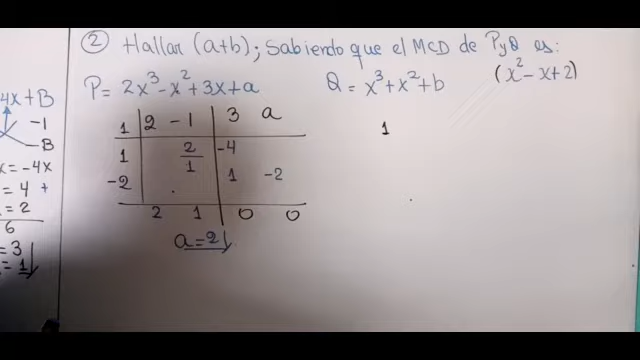 ② Hallar (a+b); Sabiendo que el MCD de P y Q es:
P = 2x³ - x² + 3x + a
Q = x³ + x² + b
(x² - x + 2)
1 | 2 - 1 | 3 a
1 | 2 | -4
-2 | 1 | 1 -2
2 1 | 0 0
a = 2
1
4x + B
-1
B
= -4x
= 4 +
= 2
6
= 3
= 1